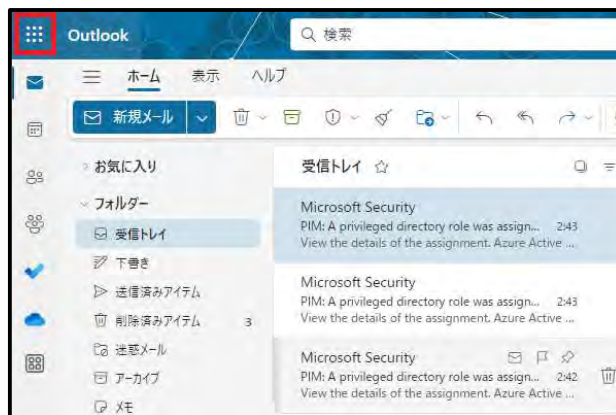 Outlook
検索
ホーム 表示 ヘルプ
新規メール
お気に入り
フォルダー
受信トレイ
下書き
送信済みアイテム
削除済みアイテム 3
迷惑メール
アーカイブ
メモ
受信トレイ
Microsoft Security
PIM: A privileged directory role was assign... 2:43
View the details of the assignment. Azure Active ...
Microsoft Security
PIM: A privileged directory role was assign... 2:43
View the details of the assignment. Azure Active ...
Microsoft Security
PIM: A privileged directory role was assign... 2:42
View the details of the assignment. Azure Active ...